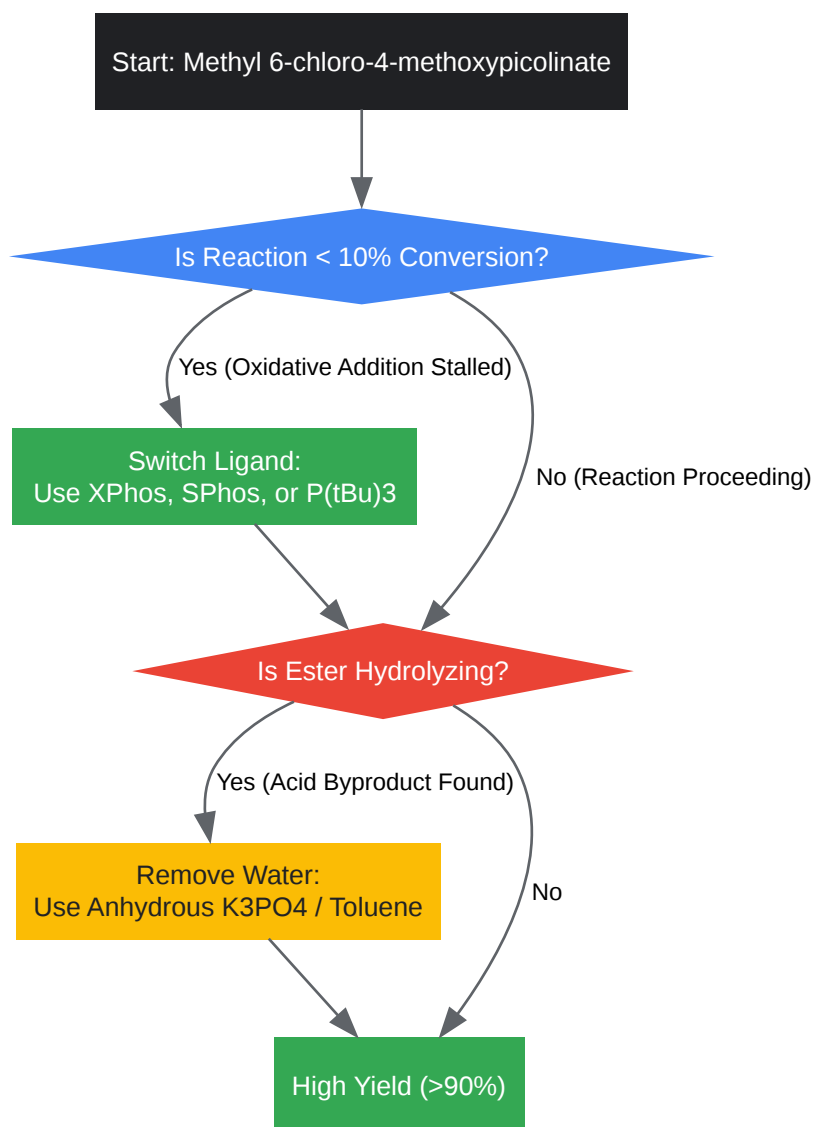 Start: Methyl 6-chloro-4-methoxypicolinate
Is Reaction < 10% Conversion?
Yes (Oxidative Addition Stalled)
Switch Ligand:
Use XPhos, SPhos, or P(tBu)3
No (Reaction Proceeding)
Is Ester Hydrolyzing?
Yes (Acid Byproduct Found)
Remove Water:
Use Anhydrous K3PO4 / Toluene
No
High Yield (>90%)